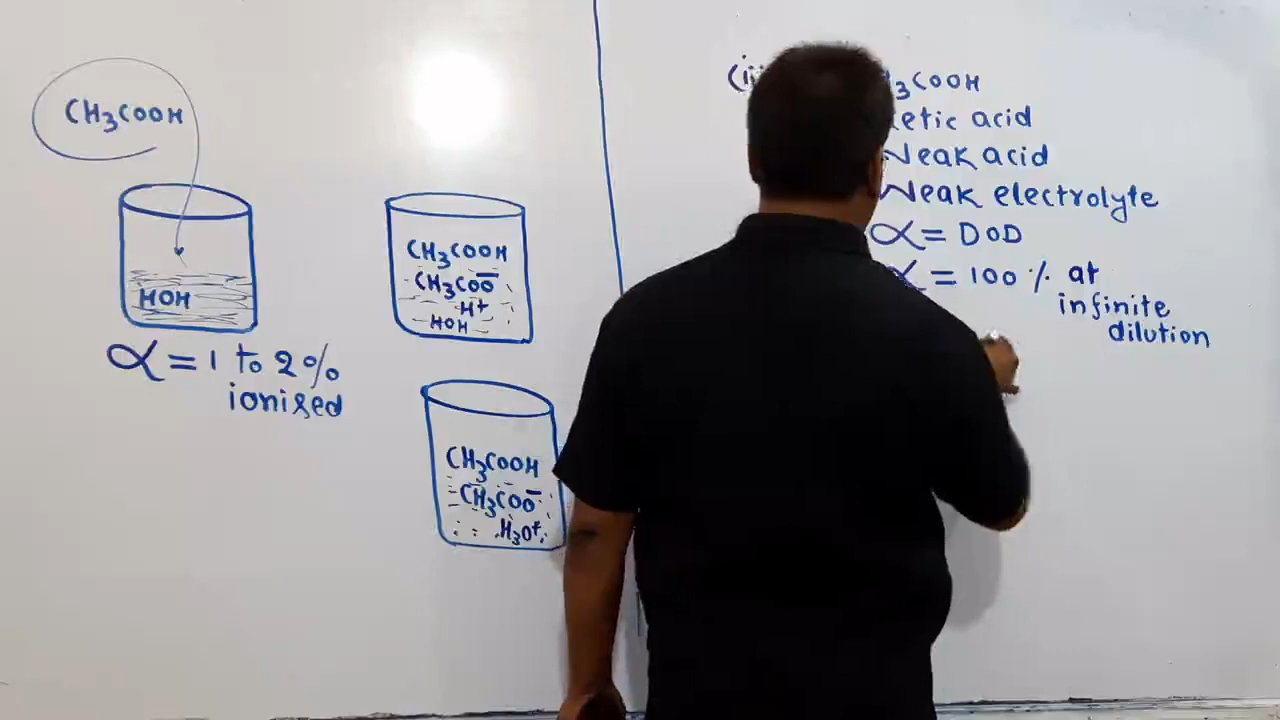 CH₃COOH
HOH
α = 1 to 2%
ionised
CH₃COOH
CH₃COO⁻
H⁺
HOH
CH₃COOH
CH₃COO⁻
H₃O⁺
₃COOH
etic acid
Weak acid
Weak electrolyte
α = DOD
α = 100 % at
infinite
dilution